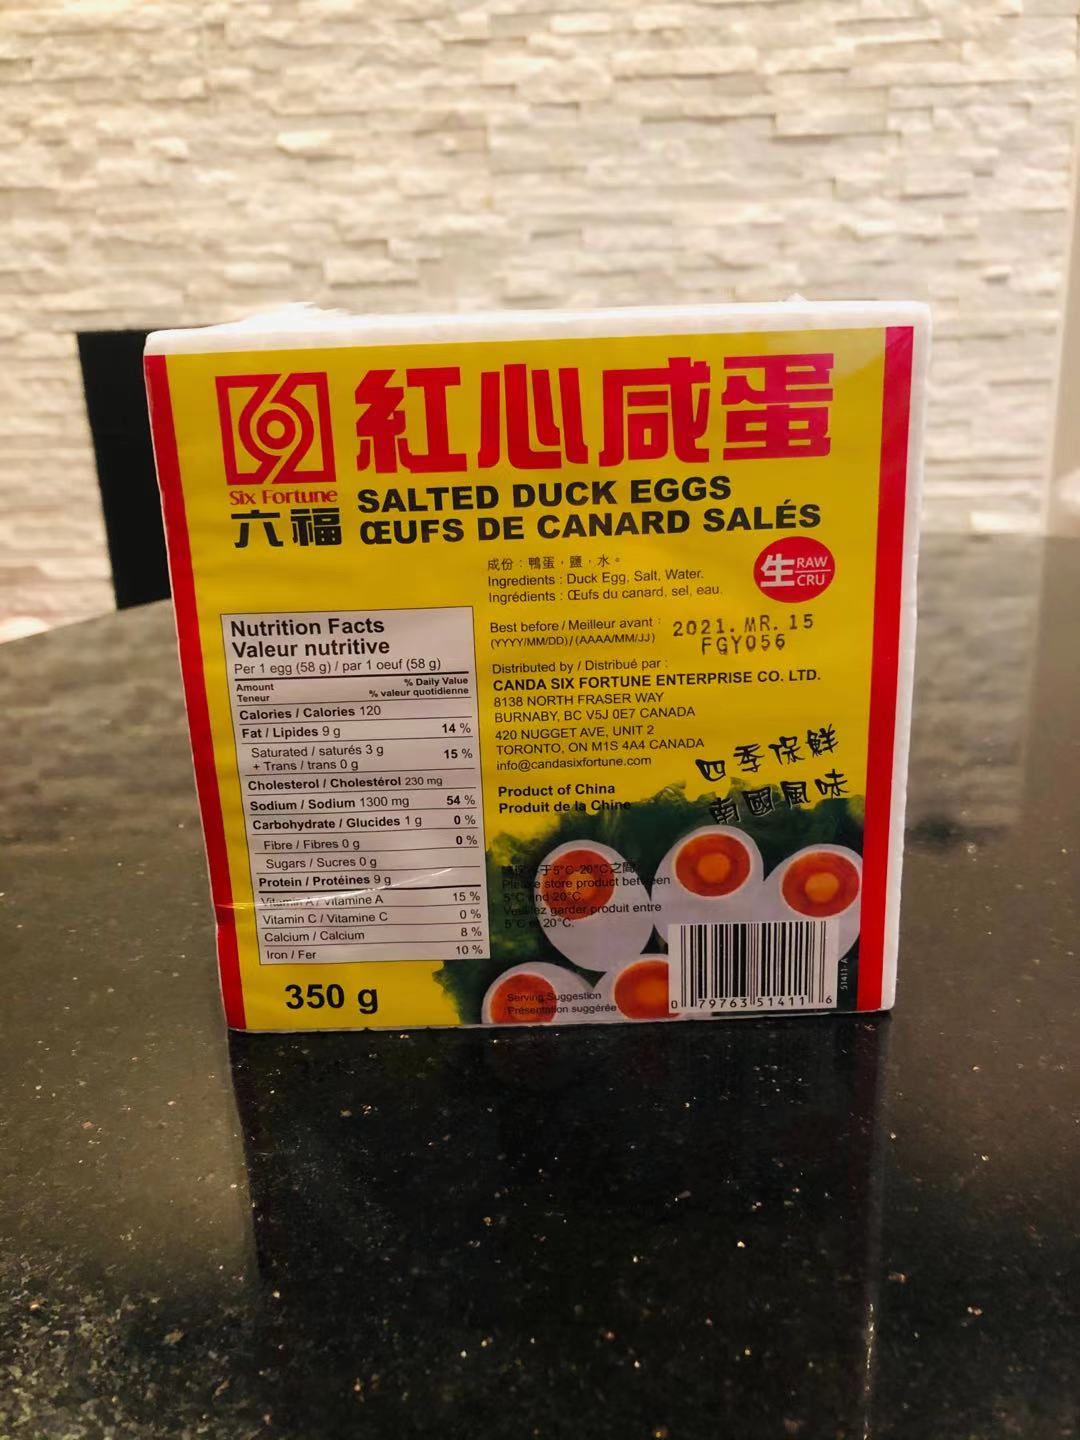 紅心咸蛋
Six Fortune
六福
SALTED DUCK EGGS
ŒUFS DE CANARD SALÉS
成份：鴨蛋，鹽，水。
Ingredients : Duck Egg, Salt, Water.
Ingrédients : Œufs du canard, sel, eau.
生 RAW
CRU
Best before / Meilleur avant :
(YYYY/MM/DD)/(AAAA/MM/JJ)
2021. MR. 15
FGY056
Distributed by / Distribué par :
CANDA SIX FORTUNE ENTERPRISE CO. LTD.
8138 NORTH FRASER WAY
BURNABY, BC V5J 0E7 CANADA
420 NUGGET AVE, UNIT 2
TORONTO, ON M1S 4A4 CANADA
info@candasixfortune.com
Product of China
Produit de la Chine
四季保鮮
南國風味
Nutrition Facts
Valeur nutritive
Per 1 egg (58 g) / par 1 oeuf (58 g)
Amount % Daily Value
Teneur % valeur quotidienne
Calories / Calories 120
Fat / Lipides 9 g 14 %
Saturated / saturés 3 g 15 %
+ Trans / trans 0 g
Cholesterol / Cholestérol 230 mg
Sodium / Sodium 1300 mg 54 %
Carbohydrate / Glucides 1 g 0 %
Fibre / Fibres 0 g 0 %
Sugars / Sucres 0 g
Protein / Protéines 9 g
Vitamin A / Vitamine A 15 %
Vitamin C / Vitamine C 0 %
Calcium / Calcium 8 %
Iron / Fer 10 %
350 g
于5°C-20°C之間
Please store product between
5°C and 20°C.
Veuillez garder produit entre
5°C et 20°C.
Serving Suggestion
Présentation suggérée
0 79763 51411 6
51411-A